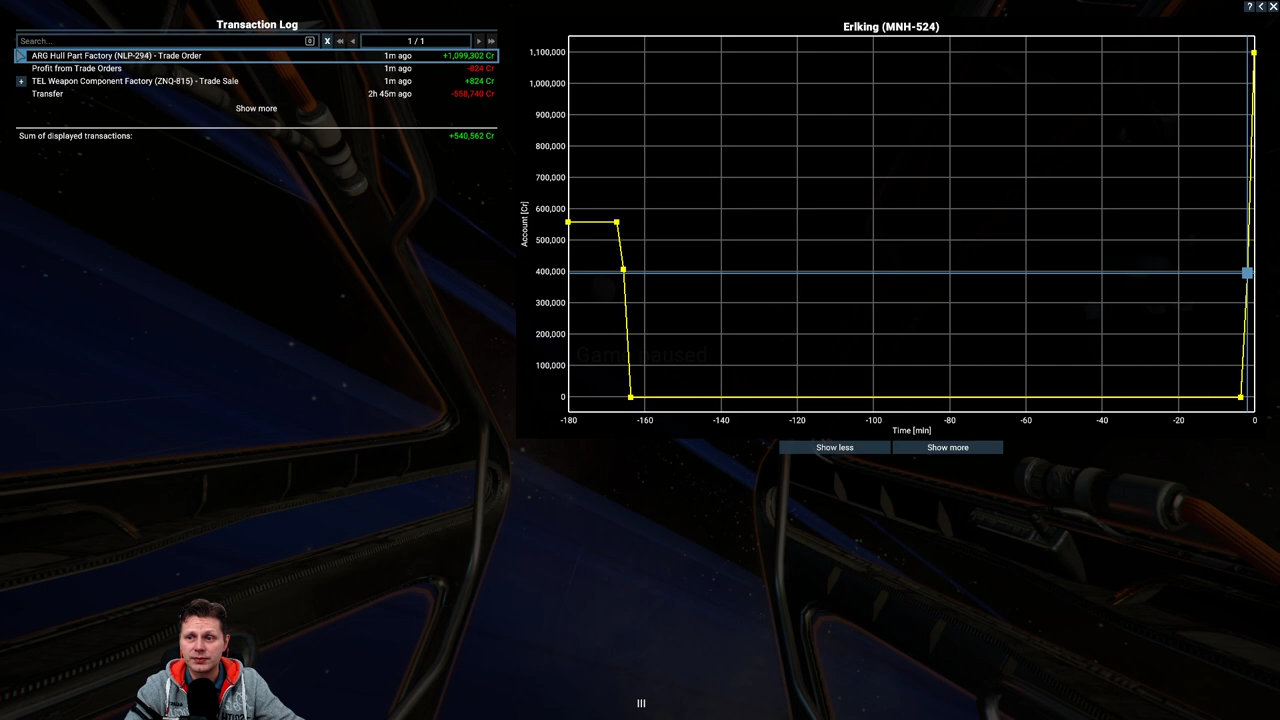 ? < X
Transaction Log
Search... 0 X 1 / 1
ARG Hull Part Factory (NLP-294) - Trade Order 1m ago +1,099,302 Cr
Profit from Trade Orders 1m ago -824 Cr
+ TEL Weapon Component Factory (ZNQ-815) - Trade Sale 1m ago +824 Cr
Transfer 2h 45m ago -558,740 Cr
Show more
Sum of displayed transactions: +540,562 Cr
Erlking (MNH-524)
Account [Cr]
1,100,000
1,000,000
900,000
800,000
700,000
600,000
500,000
400,000
300,000
200,000
100,000
0
Game paused
-180 -160 -140 -120 -100 -80 -60 -40 -20 0
Time [min]
Show less Show more